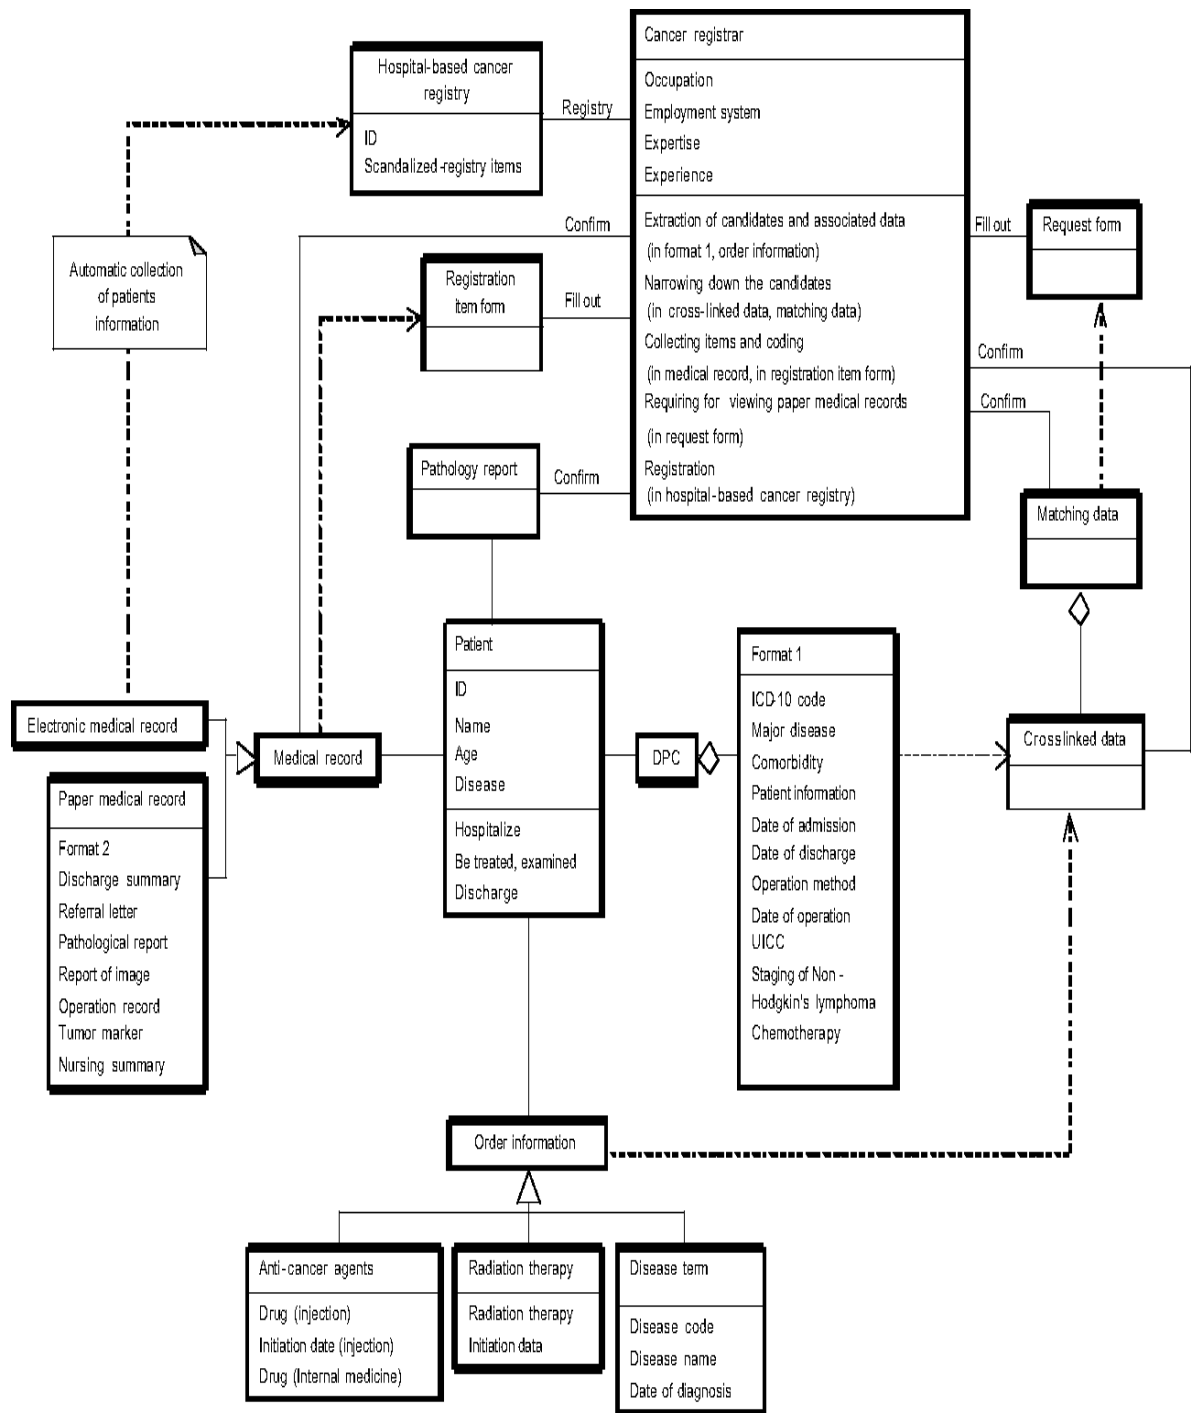 Cancer registrar
Occupation
Employment system
Expertise
Experience
Extraction of candidates and associated data
(in format 1, order information)
Narrowing down the candidates
(in cross-linked data, matching data)
Collecting items and coding
(in medical record, in registration item form)
Requiring for viewing paper medical records
(in request form)
Registration
(in hospital-based cancer registry)
Hospital-based cancer
registry
ID
Scandalized-registry items
Registry
Confirm
Registration
item form
Fill out
Fill out
Request form
Automatic collection
of patients
information
Confirm
Confirm
Pathology report
Confirm
Matching data
Patient
ID
Name
Age
Disease
Hospitalize
Be treated, examined
Discharge
Electronic medical record
Medical record
Paper medical record
Format 2
Discharge summary
Referral letter
Pathological report
Report of image
Operation record
Tumor marker
Nursing summary
DPC
Format 1
ICD-10 code
Major disease
Comorbidity
Patient information
Date of admission
Date of discharge
Operation method
Date of operation
UICC
Staging of Non -
Hodgkin's lymphoma
Chemotherapy
Crosslinked data
Order information
Anti-cancer agents
Drug (injection)
Initiation date (injection)
Drug (Internal medicine)
Radiation therapy
Radiation therapy
Initiation data
Disease term
Disease code
Disease name
Date of diagnosis